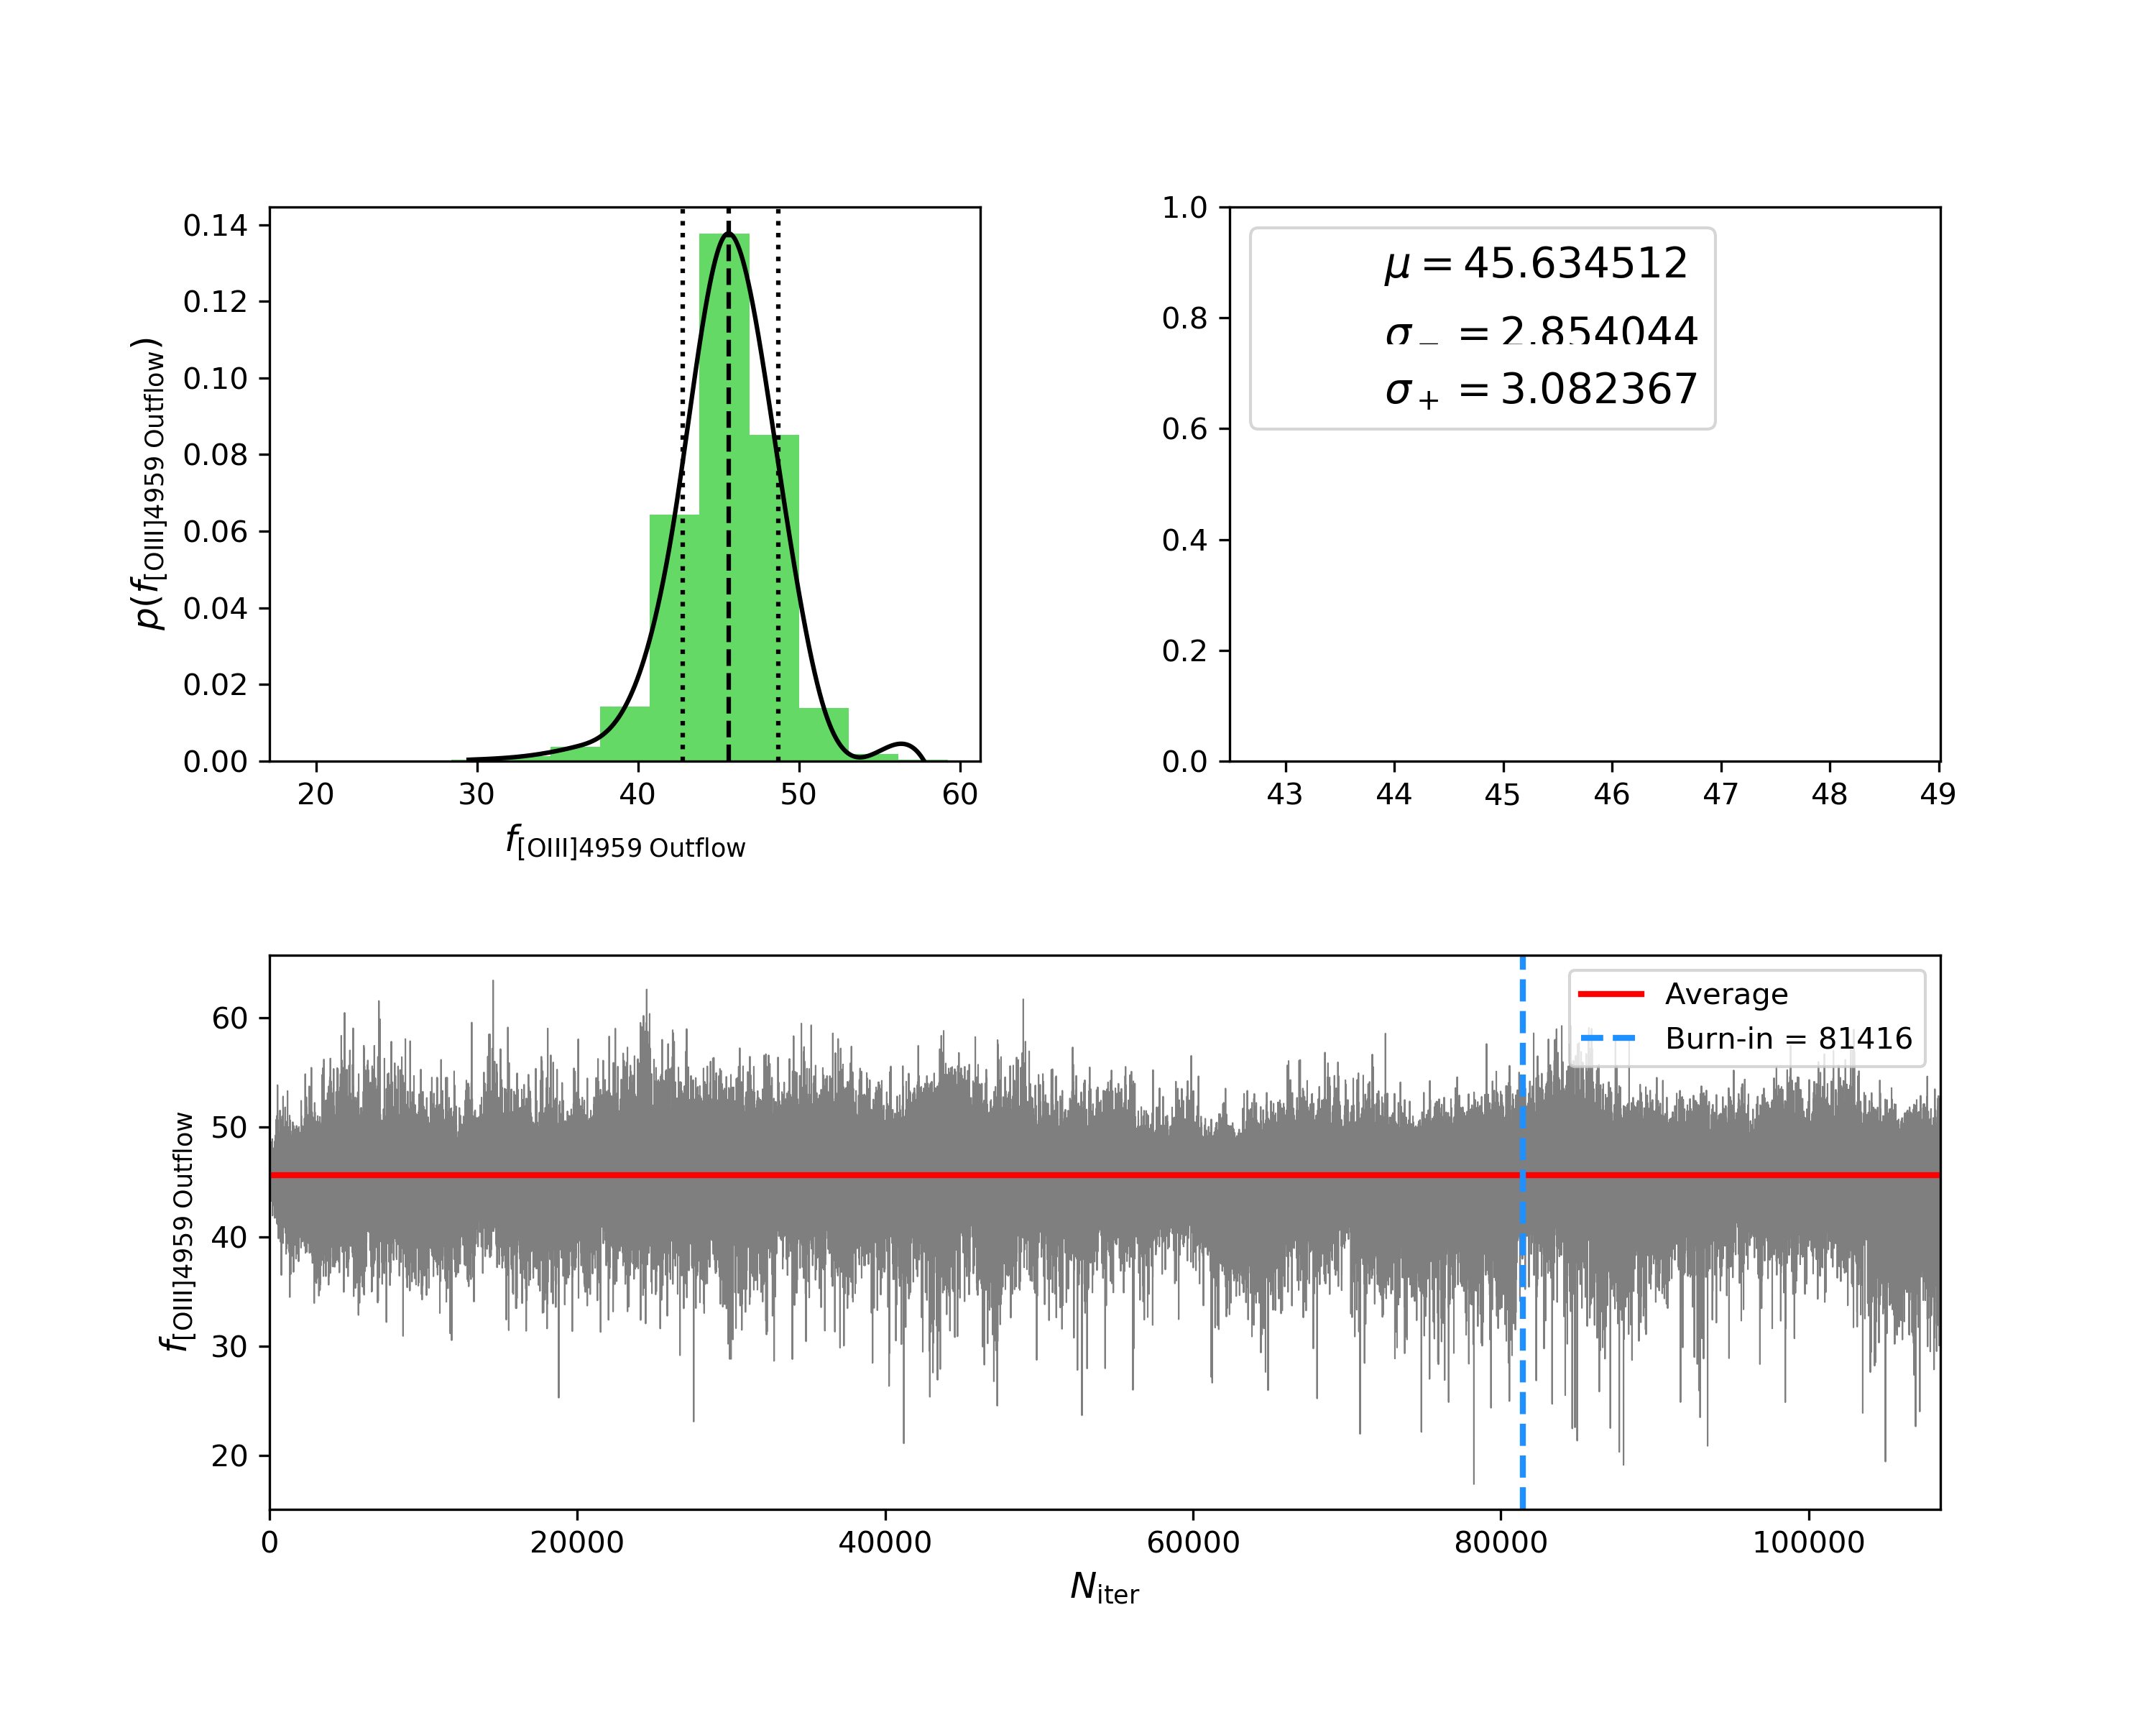 0.14
0.12
0.10
0.08
0.06
0.04
0.02
0.00
20 30 40 50 60
p(f[OIII]4959 Outflow)
f[OIII]4959 Outflow
1.0
0.8
0.6
0.4
0.2
0.0
43 44 45 46 47 48 49
μ = 45.634512
σ− = 2.854044
σ+ = 3.082367
60
50
40
30
20
0 20000 40000 60000 80000 100000
f[OIII]4959 Outflow
Niter
Average
Burn-in = 81416